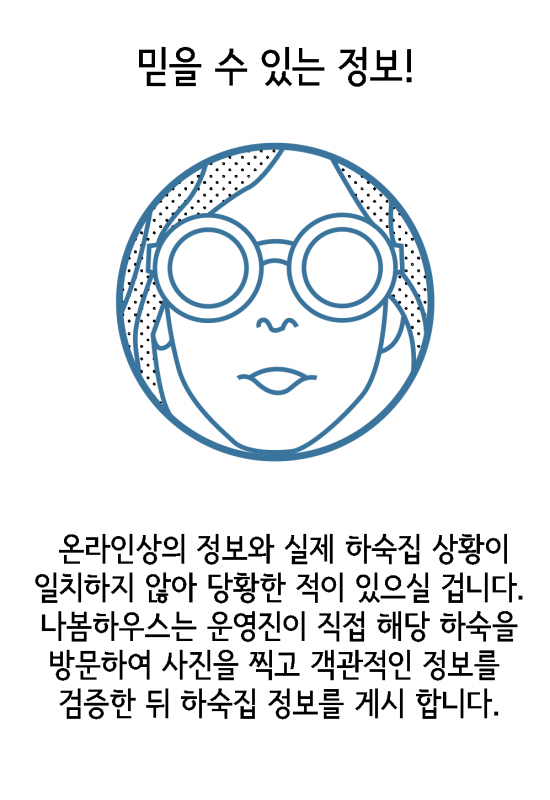 믿을 수 있는 정보!
온라인상의 정보와 실제 하숙집 상황이
일치하지 않아 당황한 적이 있으실 겁니다.
나봄하우스는 운영진이 직접 해당 하숙을
방문하여 사진을 찍고 객관적인 정보를
검증한 뒤 하숙집 정보를 게시 합니다.